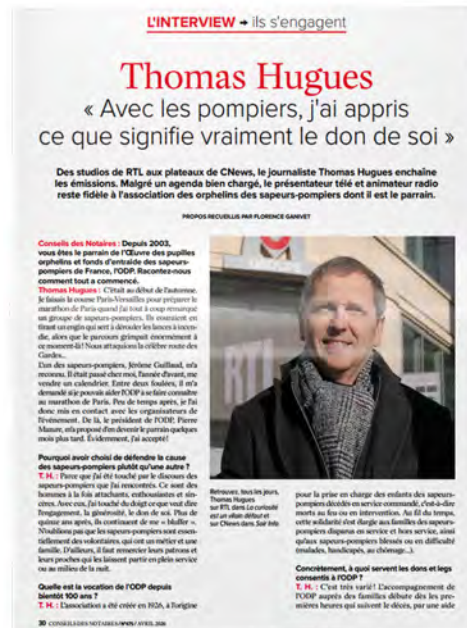 L'INTERVIEW → ils s'engagent
Thomas Hugues
« Avec les pompiers, j'ai appris
ce que signifie vraiment le don de soi »
Des studios de RTL aux plateaux de CNews, le journaliste Thomas Hugues enchaîne
les émissions. Malgré un agenda bien chargé, le présentateur télé et animateur radio
reste fidèle à l'association des orphelins des sapeurs-pompiers dont il est le parrain.
PROPOS RECUEILLIS PAR FLORENCE GANIVET
Conseils des Notaires : Depuis 2003,
vous êtes le parrain de l'Œuvre des pupilles
orphelins et fonds d'entraide des sapeurs-
pompiers de France, l'ODP. Racontez-nous
comment tout a commencé.
Thomas Hugues : C'était au début de l'automne.
Je faisais la course Paris-Versailles pour préparer le
marathon de Paris quand j'ai tout à coup remarqué
un groupe de sapeurs-pompiers. Ils couraient en
tirant un engin qui sert à dérouler les lances à incen-
die, alors que le parcours grimpait énormément à
ce moment-là! Nous attaquions la célèbre route des
Gardes...
L'un des sapeurs-pompiers, Jérôme Guillaud, m'a
reconnu. Il était passé chez moi, l'année d'avant, me
vendre un calendrier. Entre deux foulées, il m'a
demandé si je pouvais aider l'ODP à se faire connaître
au marathon de Paris. Peu de temps après, je l'ai
donc mis en contact avec les organisateurs de
l'événement. De là, le président de l'ODP, Pierre
m'a proposé d'en devenir le parrain quelques
mois plus tard. Évidemment, j'ai accepté!
Pourquoi avoir choisi de défendre la cause
des sapeurs-pompiers plutôt qu'une autre ?
T. H. : Parce que j'ai été touché par le discours des
sapeurs-pompiers que j'ai rencontrés. Ce sont des
hommes à la fois attachants, enthousiastes et sin-
cères. Avec eux, j'ai touché du doigt ce que veut dire
l'engagement, la générosité, le don de soi. Plus de
quinze ans après, ils continuent de me « bluffer ».
N'oublions pas que les sapeurs-pompiers sont essen-
tiellement des volontaires, qui ont un métier et une
famille. D'ailleurs, il faut remercier leurs patrons et
leurs proches qui les laissent partir en plein service
ou au milieu de la nuit.
Quelle est la vocation de l'ODP depuis
bientôt 100 ans ?
T. H. : L'association a été créée en 1926, à l'origine
RTL
Retrouvez, tous les jours,
Thomas Hugues
sur RTL dans La curiosité
est un vilain défaut et
sur CNews dans Soir Info.
pour la prise en charge des enfants des sapeurs-
pompiers décédés en service commandé, c'est-à-dire
morts au feu ou en intervention. Au fil du temps,
cette solidarité s'est élargie aux familles des sapeurs-
pompiers disparus en service et hors service, ainsi
qu'aux sapeurs-pompiers blessés ou en difficulté
(malades, handicapés, au chômage...).
Concrètement, à quoi servent les dons et legs
consentis à l'ODP ?
T. H. : C'est très varié! L'accompagnement de
l'ODP auprès des familles débute dès les pre-
mières heures qui suivent le décès, par une aide
30 CONSEILS DES NOTAIRES / AVRIL